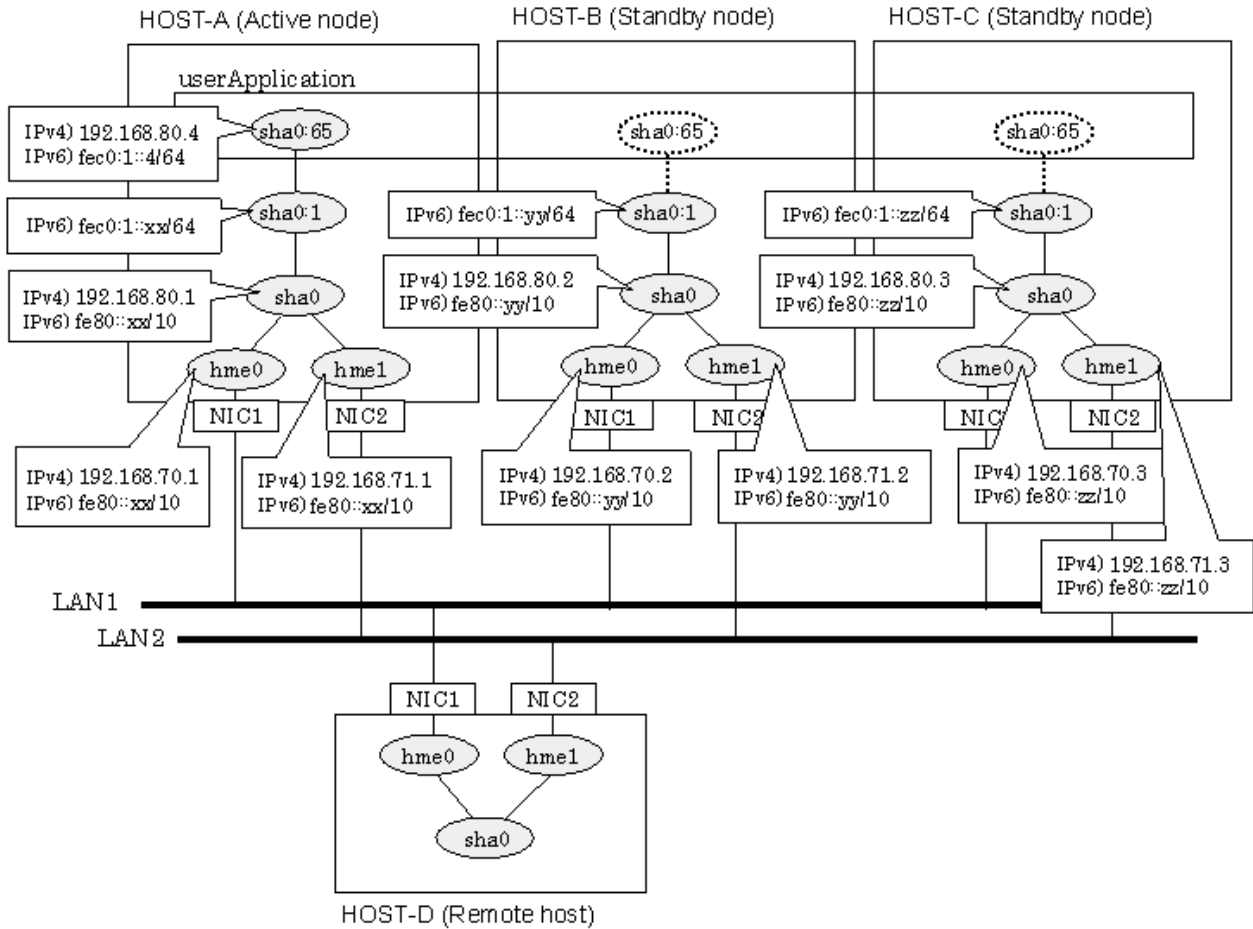 HOST-A (Active node)
HOST-B (Standby node)
HOST-C (Standby node)
userApplication
IPv4) 192.168.80.4
IPv6) fec0:1::4/64
sha0:65
sha0:65
sha0:65
IPv6) fec0:1::xx/64
sha0:1
IPv6) fec0:1::yy/64
sha0:1
IPv6) fec0:1::zz/64
sha0:1
IPv4) 192.168.80.1
IPv6) fe80::xx/10
sha0
IPv4) 192.168.80.2
IPv6) fe80::yy/10
sha0
IPv4) 192.168.80.3
IPv6) fe80::zz/10
sha0
hme0
hme1
hme0
hme1
hme0
hme1
NIC1
NIC2
NIC1
NIC2
NIC2
IPv4) 192.168.70.1
IPv6) fe80::xx/10
IPv4) 192.168.71.1
IPv6) fe80::xx/10
IPv4) 192.168.70.2
IPv6) fe80::yy/10
IPv4) 192.168.71.2
IPv6) fe80::yy/10
IPv4) 192.168.70.3
IPv6) fe80::zz/10
IPv4) 192.168.71.3
IPv6) fe80::zz/10
LAN1
LAN2
NIC1
NIC2
hme0
hme1
sha0
HOST-D (Remote host)